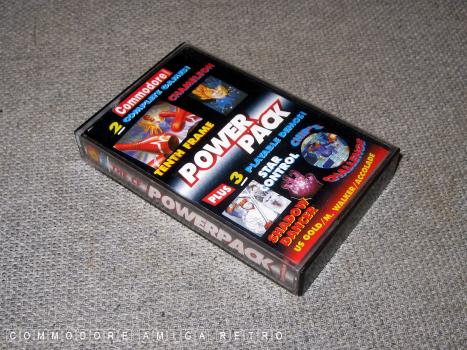 Commodore
2 COMPLETE GAMES!
CHAMELEON
TENTH FRAME
POWER
PACK
PLUS 3 PLAYABLE DEMOS!
STAR
CONTROL
CHALLENGE
SHADOW
DANCER
US GOLD/M. WALKER/ACCOLADE
POWERPACK
COMMODORE AMIGA RETRO